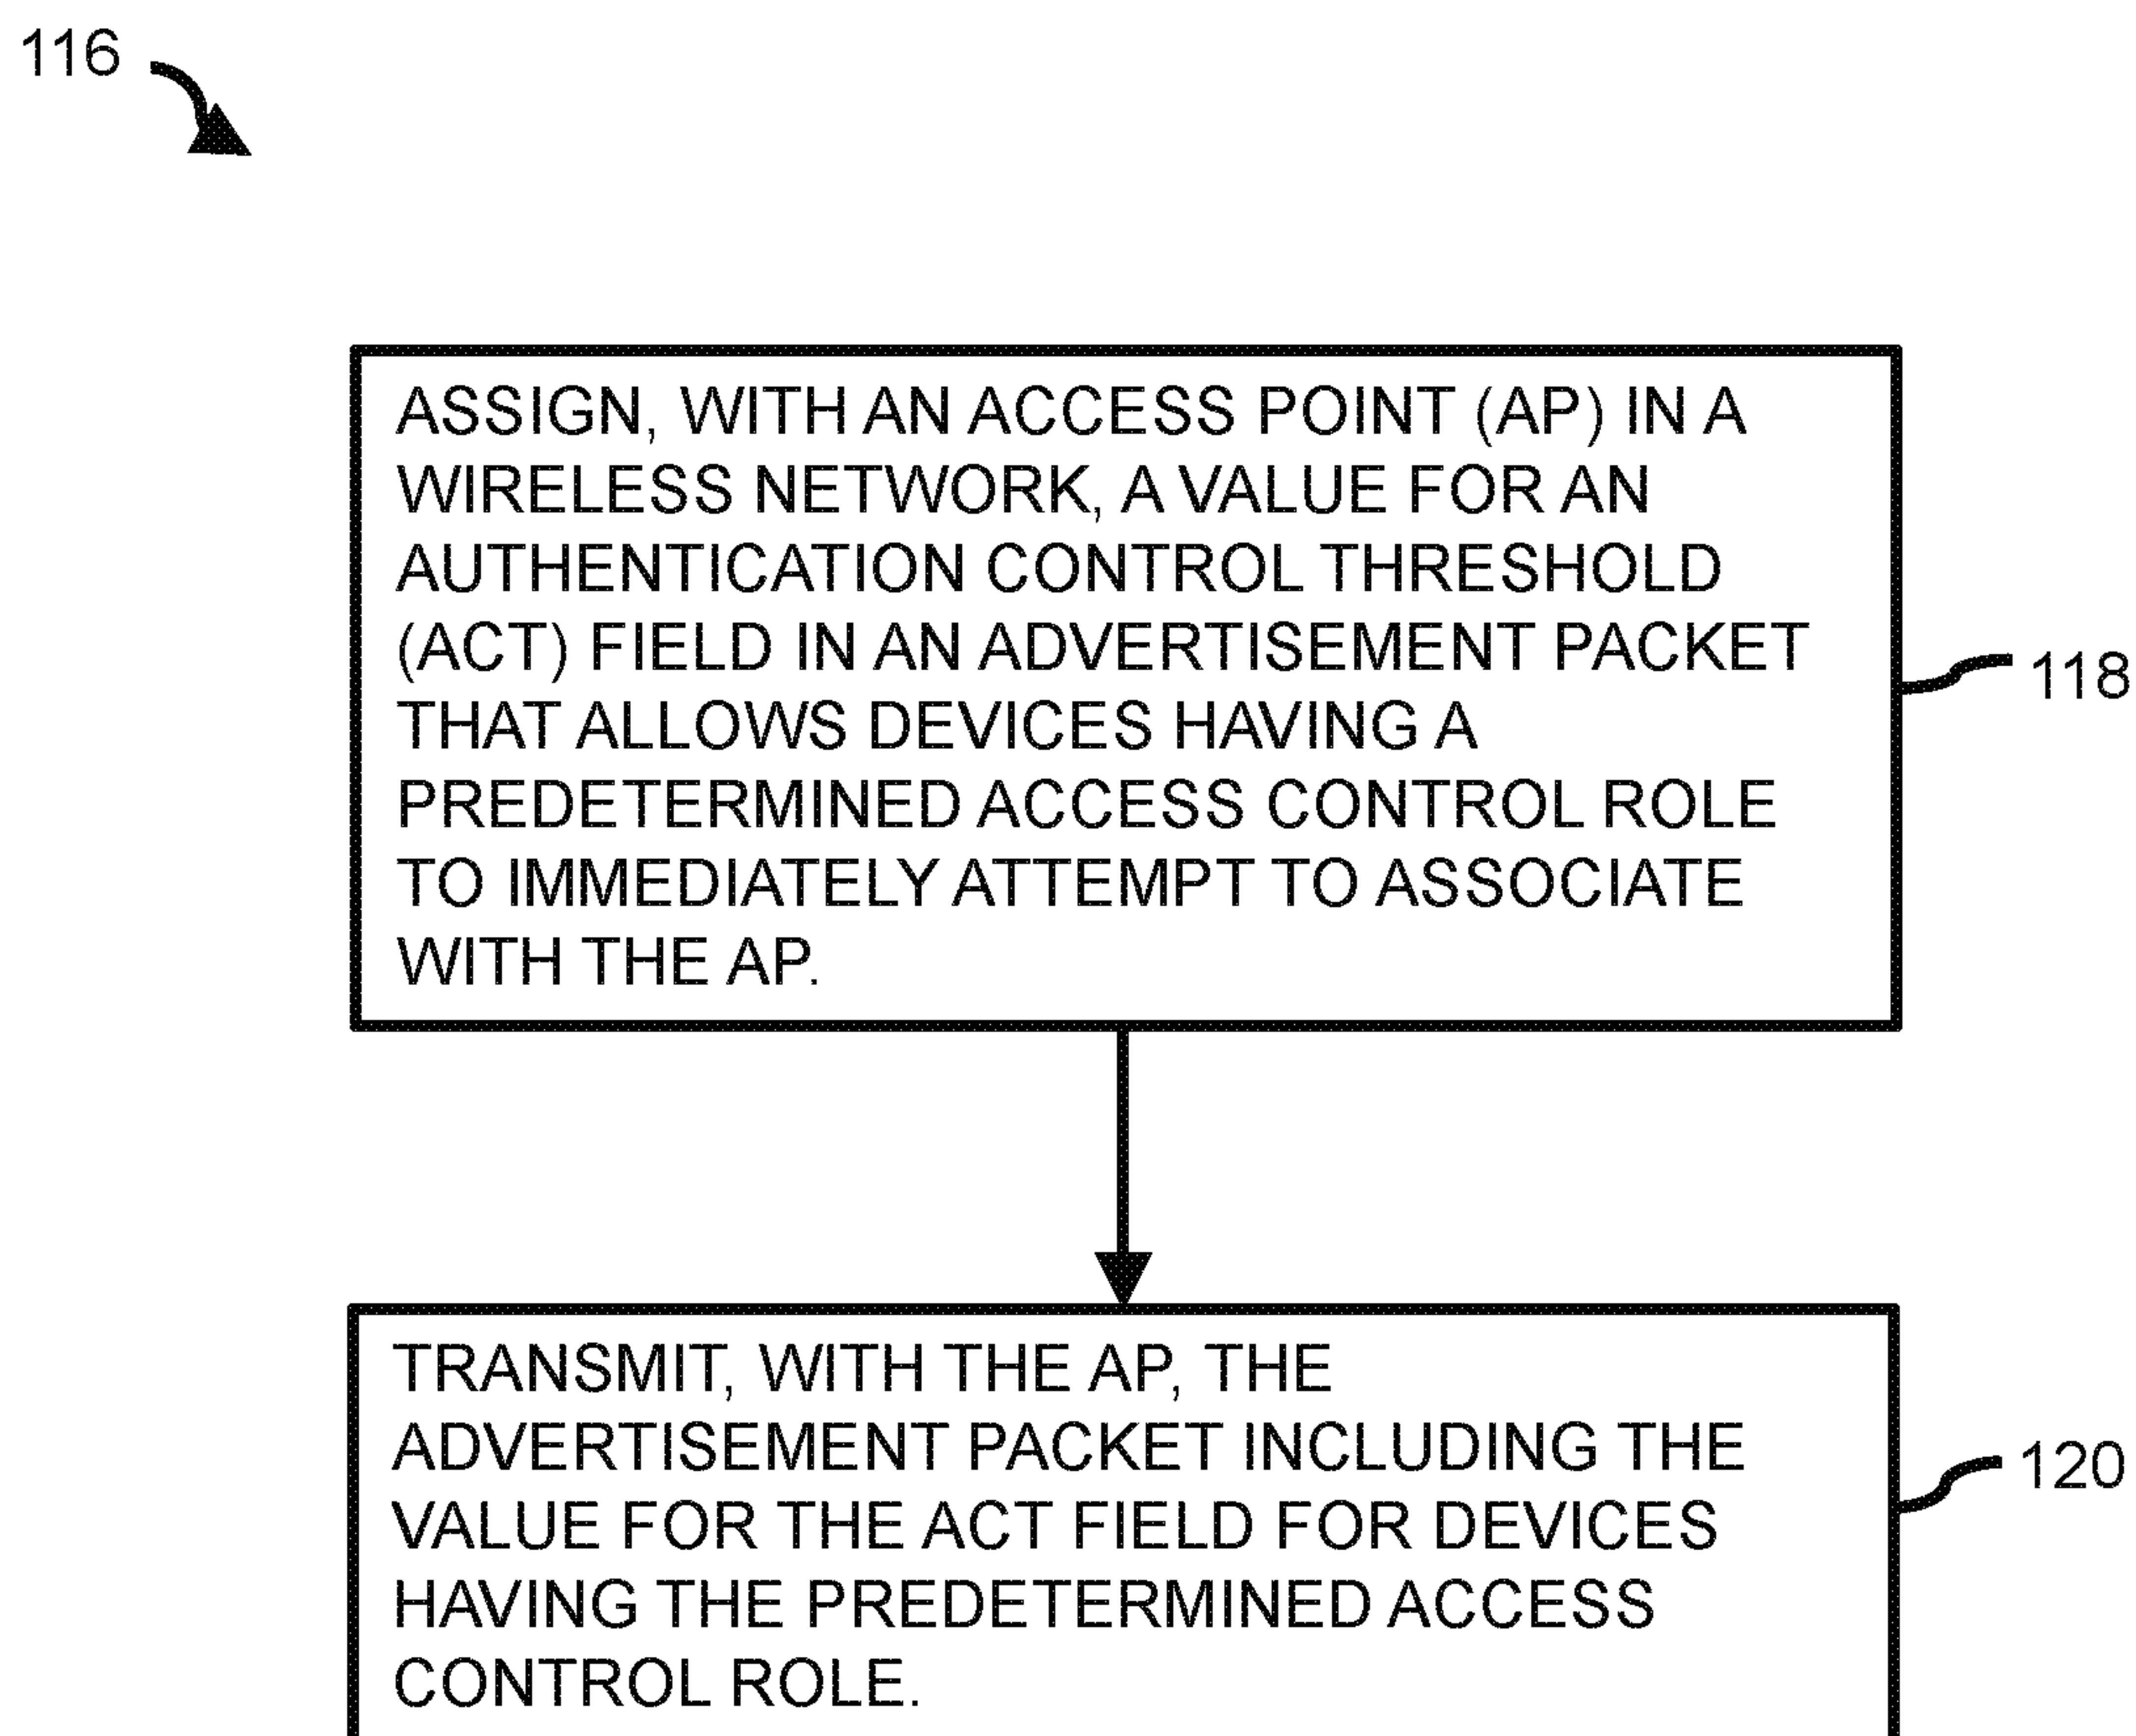 116
ASSIGN, WITH AN ACCESS POINT (AP) IN A
WIRELESS NETWORK, A VALUE FOR AN
AUTHENTICATION CONTROL THRESHOLD
(ACT) FIELD IN AN ADVERTISEMENT PACKET
THAT ALLOWS DEVICES HAVING A
PREDETERMINED ACCESS CONTROL ROLE
TO IMMEDIATELY ATTEMPT TO ASSOCIATE
WITH THE AP.
118
TRANSMIT, WITH THE AP, THE
ADVERTISEMENT PACKET INCLUDING THE
VALUE FOR THE ACT FIELD FOR DEVICES
HAVING THE PREDETERMINED ACCESS
CONTROL ROLE.
120